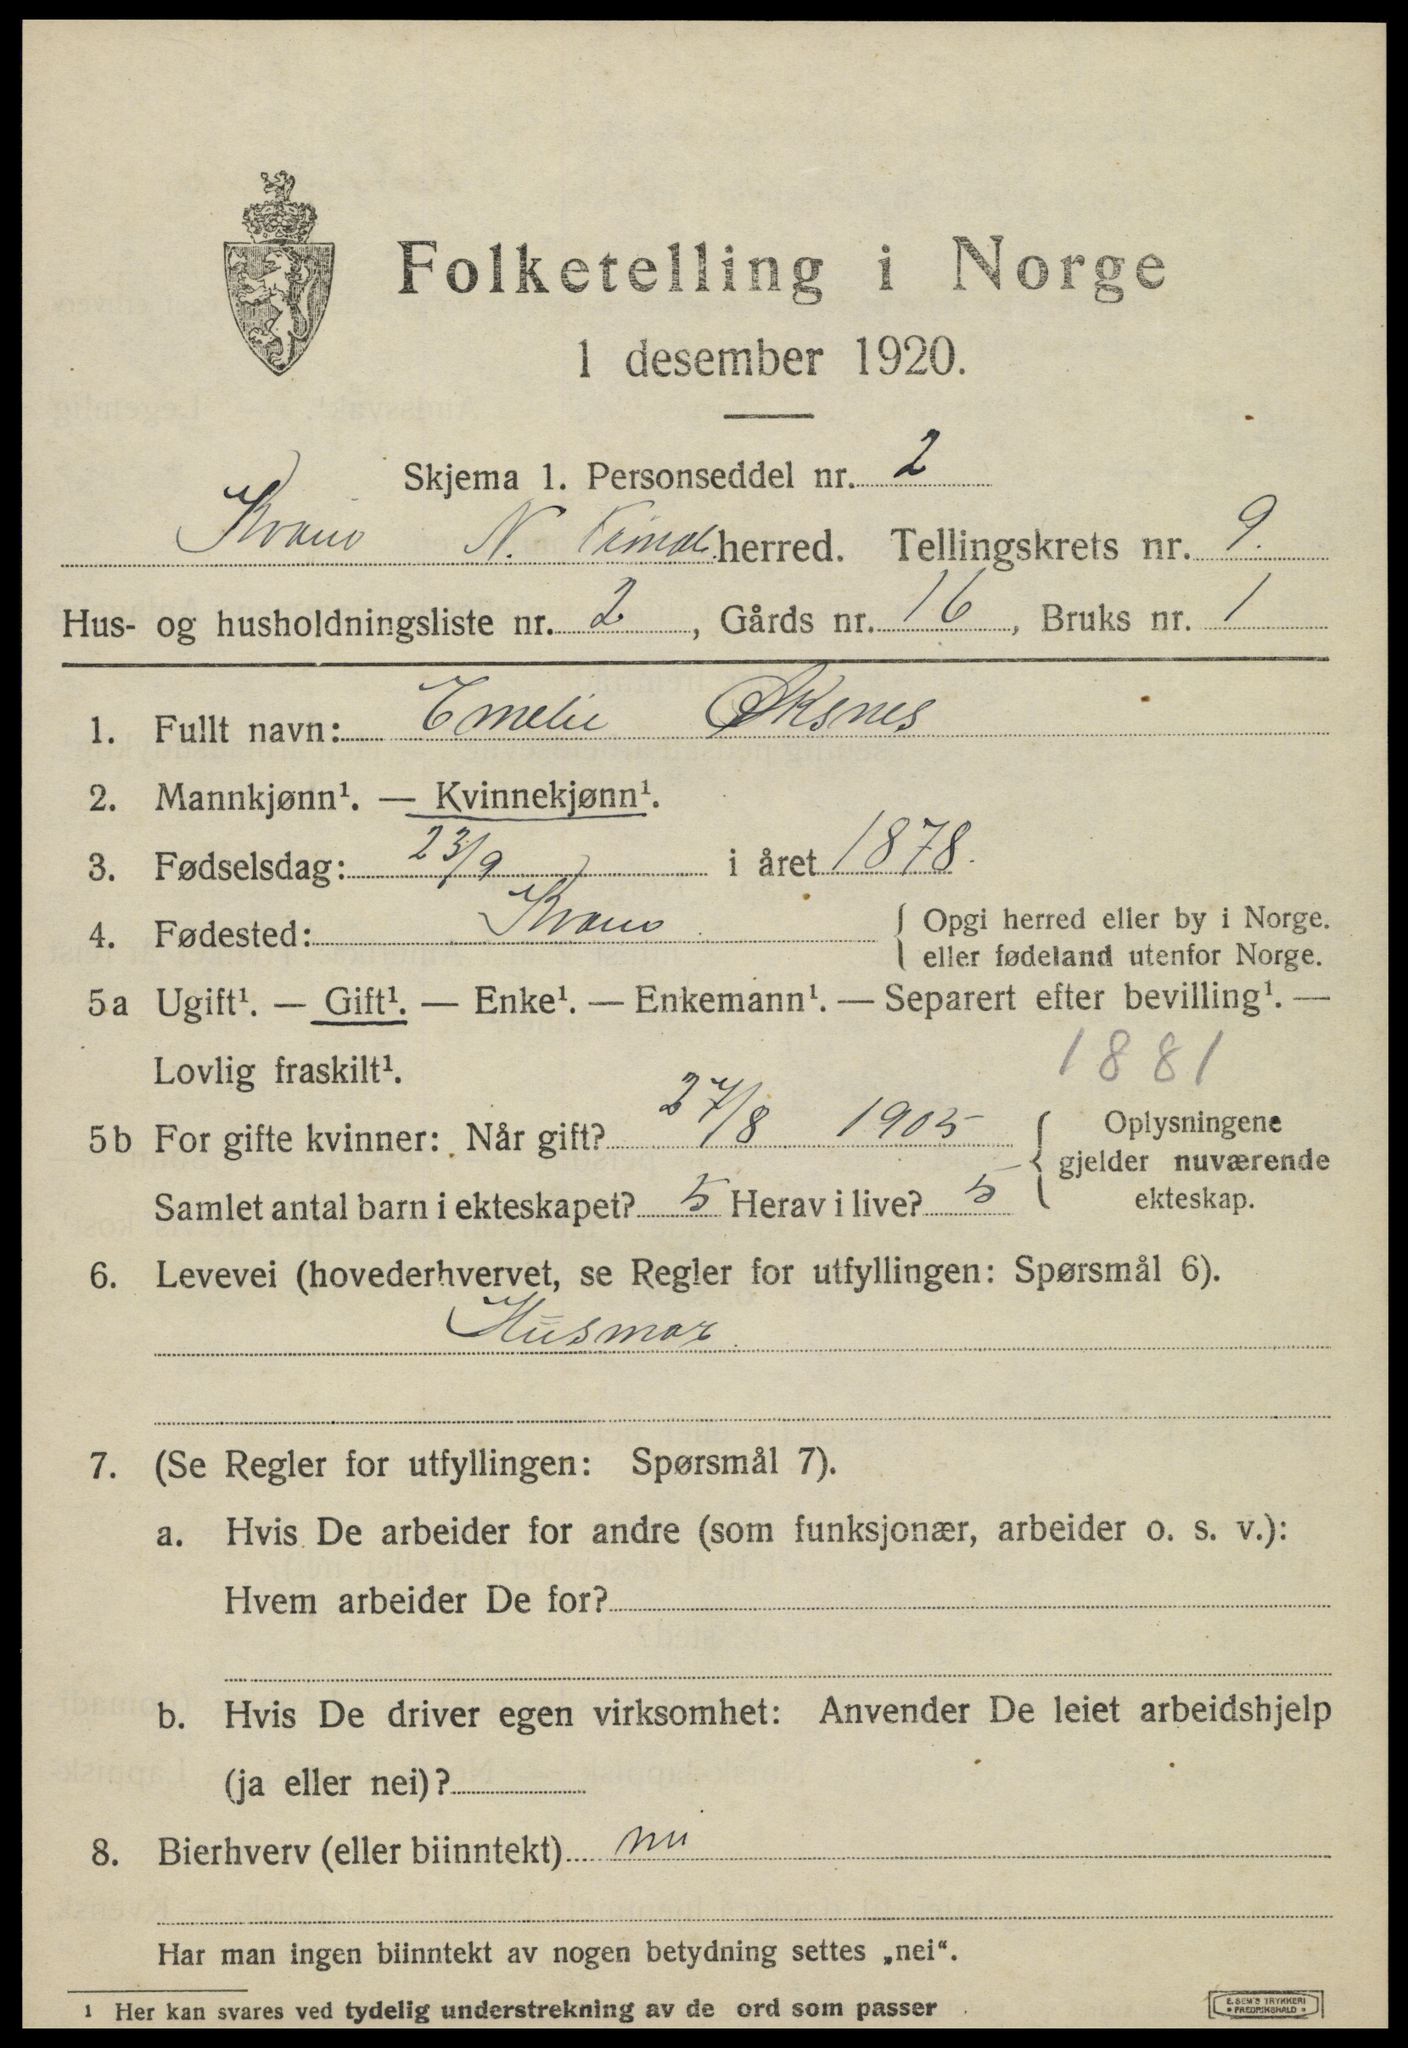 Folketelling i Norge
1 desember 1920.
Skjema 1. Personseddel nr. 2
Kvam N. Trondh. herred. Tellingskrets nr. 9.
Hus- og husholdningsliste nr. 2, Gårds nr. 16, Bruks nr. 1
1. Fullt navn: Emelie Øksnes
2. Mannkjønn¹. — Kvinnekjønn¹.
3. Fødselsdag: 23/9 i året 1878.
4. Fødested: Kvam { Opgi herred eller by i Norge.
eller fødeland utenfor Norge.
5a Ugift¹. — Gift¹. — Enke¹. — Enkemann¹. — Separert efter bevilling¹. —
Lovlig fraskilt¹. 1881
5b For gifte kvinner: Når gift? 27/8 1905 { Oplysningene
gjelder nuværende
Samlet antal barn i ekteskapet? 5 Herav i live? 5 ekteskap.
6. Levevei (hovederhvervet, se Regler for utfyllingen: Spørsmål 6).
Husmor
7. (Se Regler for utfyllingen: Spørsmål 7).
a. Hvis De arbeider for andre (som funksjonær, arbeider o. s. v.):
Hvem arbeider De for?
b. Hvis De driver egen virksomhet: Anvender De leiet arbeidshjelp
(ja eller nei)?
8. Bierhverv (eller biinntekt) nei
Har man ingen biinntekt av nogen betydning settes „nei“.
¹ Her kan svares ved tydelig understrekning av de ord som passer
E. SEM'S TRYKKERI
FREDRIKSHALD